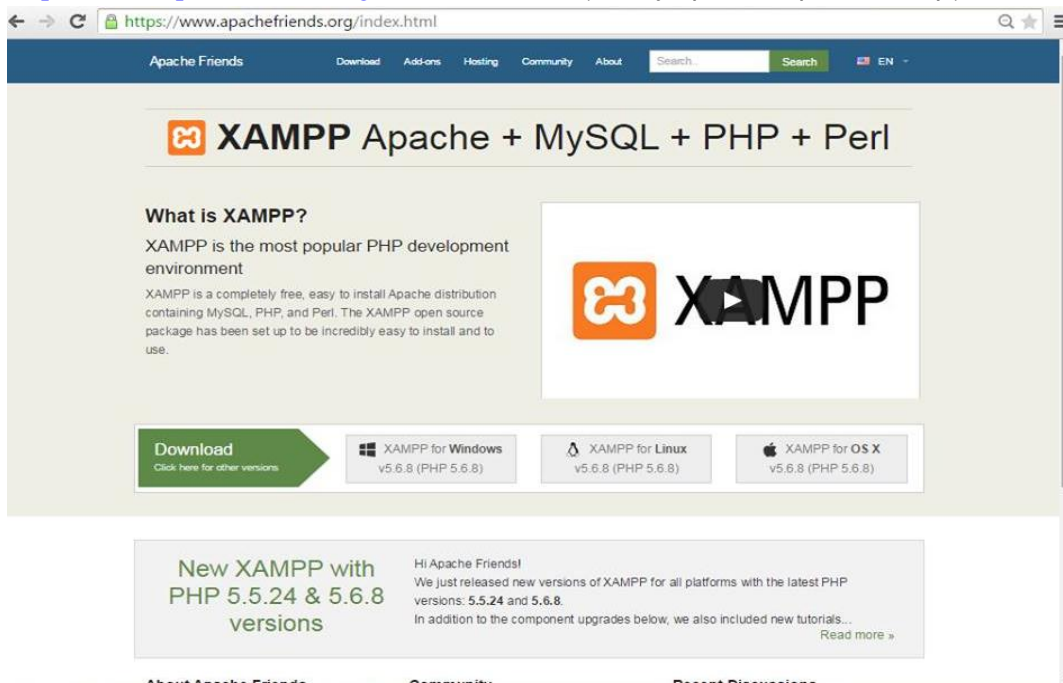 https://www.apachefriends.org/index.html
Apache Friends Download Add-ons Hosting Community About Search... Search EN
XAMPP Apache + MySQL + PHP + Perl
What is XAMPP?
XAMPP is the most popular PHP development
environment
XAMPP is a completely free, easy to install Apache distribution
containing MySQL, PHP, and Perl. The XAMPP open source
package has been set up to be incredibly easy to install and to
use.
XAMPP
Download
Click here for other versions
XAMPP for Windows
v5.6.8 (PHP 5.6.8)
XAMPP for Linux
v5.6.8 (PHP 5.6.8)
XAMPP for OS X
v5.6.8 (PHP 5.6.8)
New XAMPP with
PHP 5.5.24 & 5.6.8
versions
Hi Apache Friends!
We just released new versions of XAMPP for all platforms with the latest PHP
versions: 5.5.24 and 5.6.8.
In addition to the component upgrades below, we also included new tutorials...
Read more »
About Apache Friends Community Recent Discussions